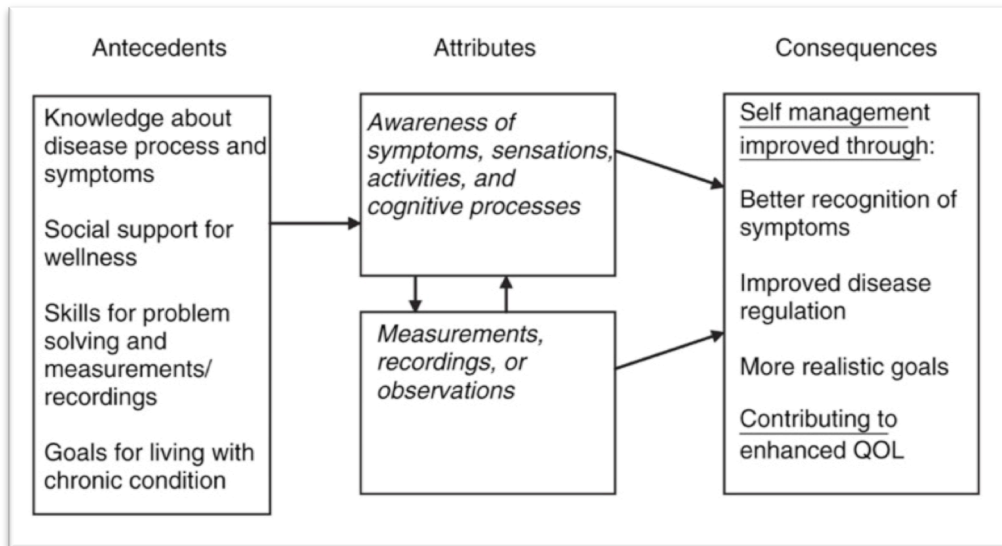 Antecedents
Attributes
Consequences
Knowledge about
disease process and
symptoms
Social support for
wellness
Skills for problem
solving and
measurements/
recordings
Goals for living with
chronic condition
Awareness of
symptoms, sensations,
activities, and
cognitive processes
Measurements,
recordings, or
observations
Self management
improved through:
Better recognition of
symptoms
Improved disease
regulation
More realistic goals
Contributing to
enhanced QOL